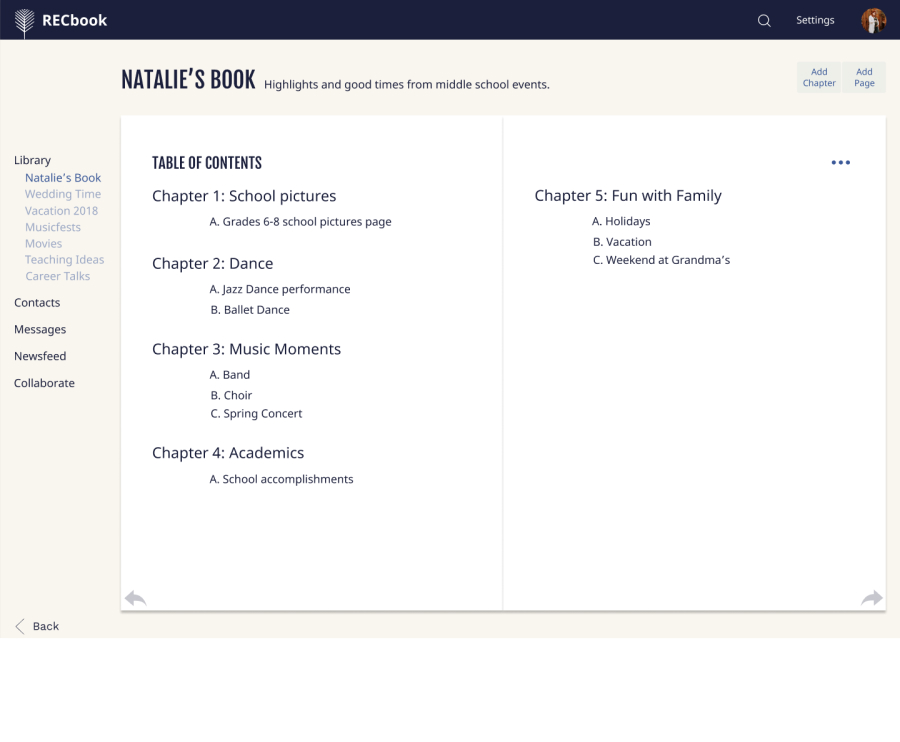 RECbook
Settings
NATALIE’S BOOK Highlights and good times from middle school events.
Add Chapter
Add Page
Library
Natalie’s Book
Wedding Time
Vacation 2018
Musicfests
Movies
Teaching Ideas
Career Talks
Contacts
Messages
Newsfeed
Collaborate
TABLE OF CONTENTS
Chapter 1: School pictures
A. Grades 6-8 school pictures page
Chapter 2: Dance
A. Jazz Dance performance
B. Ballet Dance
Chapter 3: Music Moments
A. Band
B. Choir
C. Spring Concert
Chapter 4: Academics
A. School accomplishments
Chapter 5: Fun with Family
A. Holidays
B. Vacation
C. Weekend at Grandma’s
Back